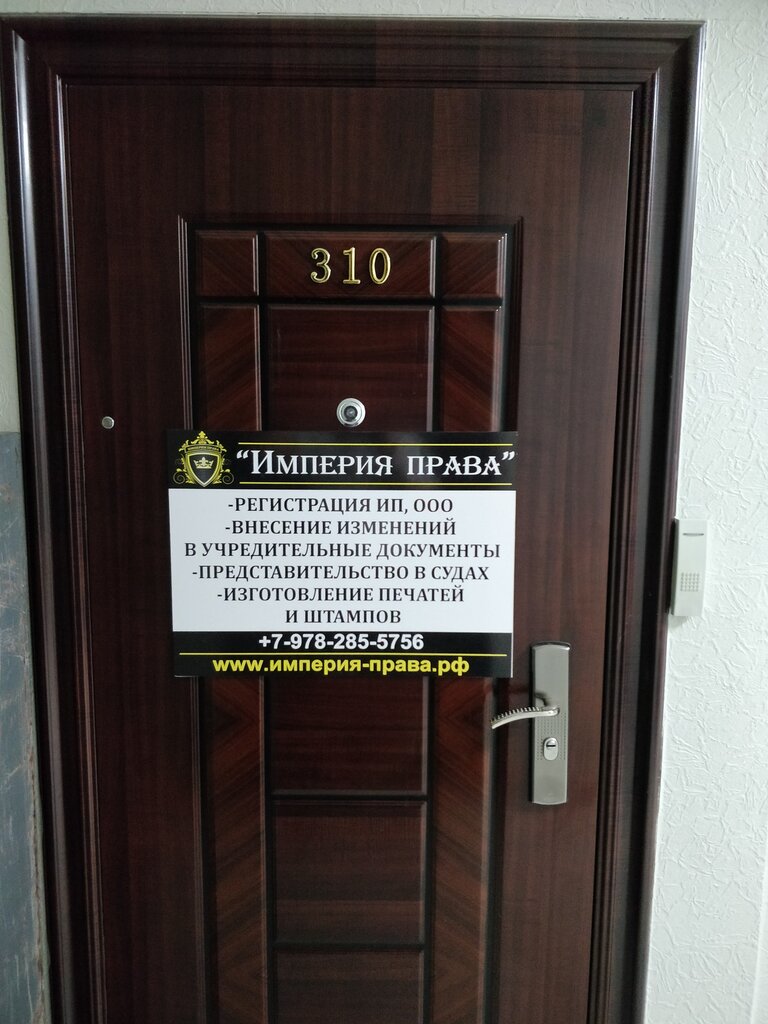 310
"Империя права"
-РЕГИСТРАЦИЯ ИП, ООО
-ВНЕСЕНИЕ ИЗМЕНЕНИЙ
В УЧРЕДИТЕЛЬНЫЕ ДОКУМЕНТЫ
-ПРЕДСТАВИТЕЛЬСТВО В СУДАХ
-ИЗГОТОВЛЕНИЕ ПЕЧАТЕЙ
И ШТАМПОВ
+7-978-285-5756
www.империя-права.рф